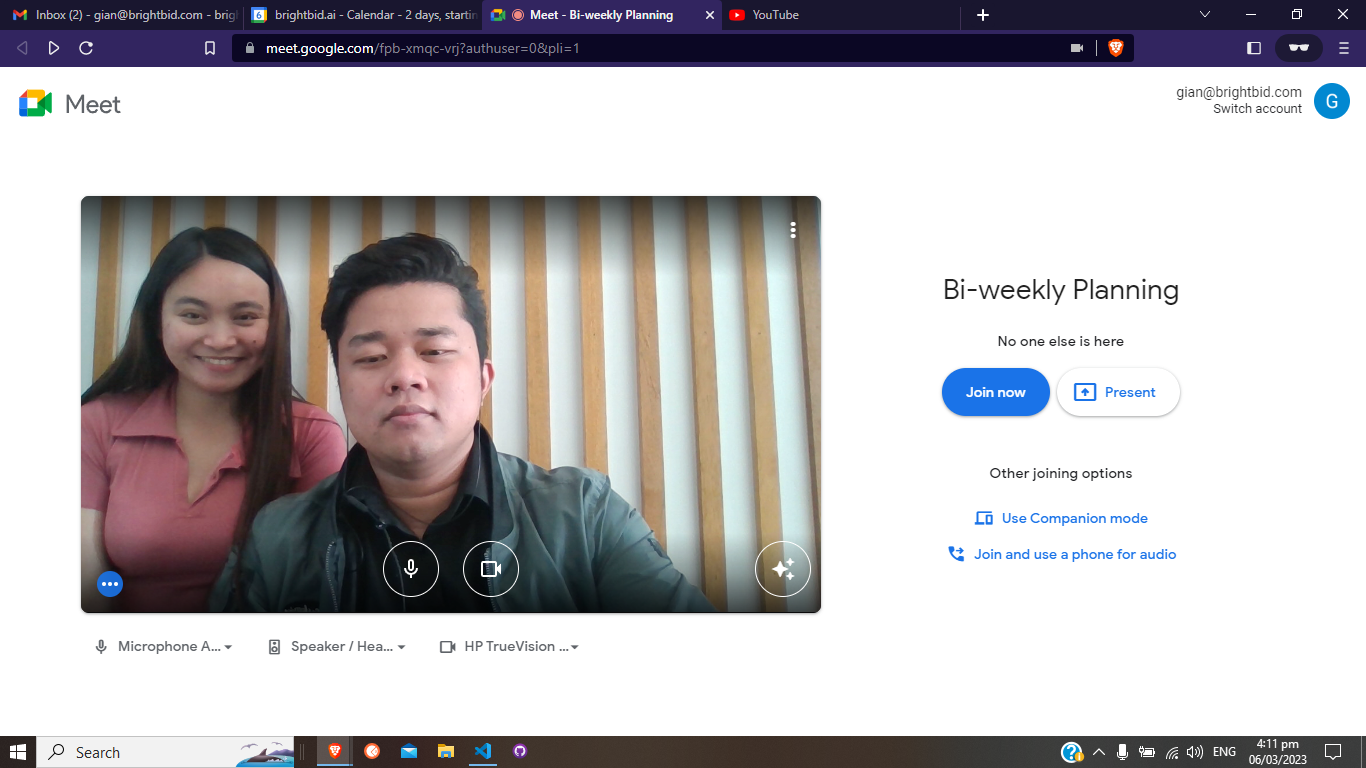 Inbox (2) - gian@brightbid.com - brig
6 brightbid.ai - Calendar - 2 days, startin
Meet - Bi-weekly Planning
YouTube
meet.google.com/fpb-xmqc-vrj?authuser=0&pli=1
Meet
gian@brightbid.com
Switch account
G
Bi-weekly Planning
No one else is here
Join now
Present
Other joining options
Use Companion mode
Join and use a phone for audio
Microphone A...
Speaker / Hea...
HP TrueVision ...
Search
ENG
4:11 pm
06/03/2023